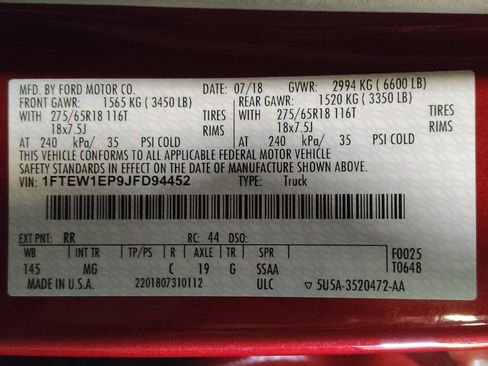 MFD. BY FORD MOTOR CO. DATE: 07/18 GVWR: 2994 KG ( 6600 LB)
FRONT GAWR: 1565 KG ( 3450 LB) REAR GAWR: 1520 KG ( 3350 LB)
WITH 275/65R18 116T TIRES WITH 275/65R18 116T TIRES
18x7.5J RIMS 18x7.5J RIMS
AT 240 kPa/ 35 PSI COLD AT 240 kPa/ 35 PSI COLD
THIS VEHICLE CONFORMS TO ALL APPLICABLE FEDERAL MOTOR VEHICLE
SAFETY STANDARDS IN EFFECT ON THE DATE OF MANUFACTURE SHOWN ABOVE.
VIN: 1FTEW1EP9JFD94452 TYPE: Truck
EXT PNT: RR RC: 44 DSO:
WB INT TR TP/PS R AXLE TR SPR F0025
145 MG C 19 G SSAA T0648
MADE IN U.S.A. 2201807310112 ULC ▽ 5U5A-3520472-AA